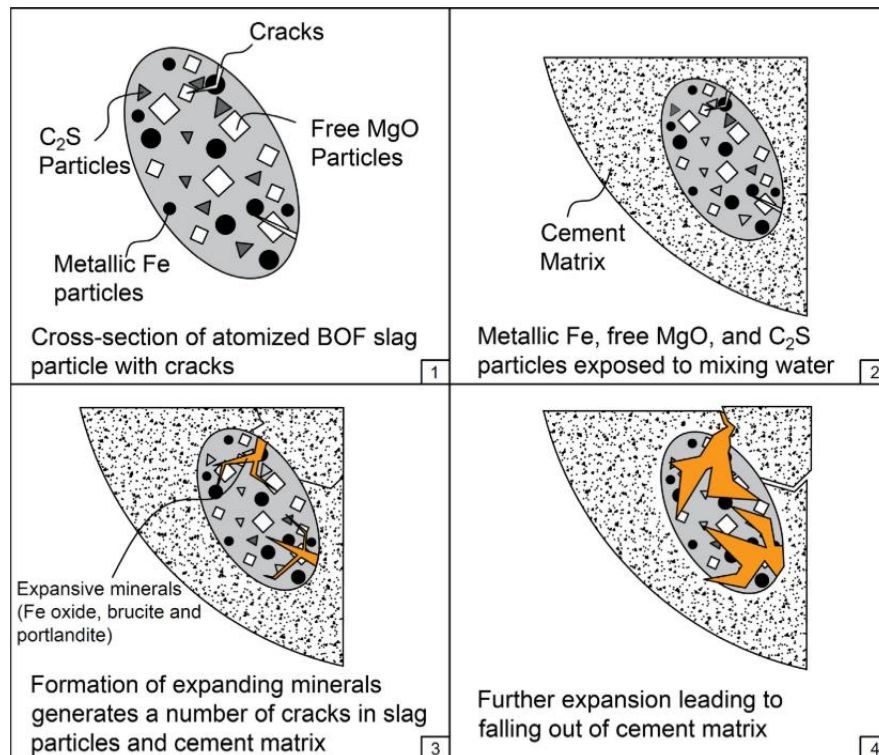 Cracks
C₂S
Particles
Free MgO
Particles
Metallic Fe
particles
Cross-section of atomized BOF slag
particle with cracks
1
Cement
Matrix
Metallic Fe, free MgO, and C₂S
particles exposed to mixing water
2
Expansive minerals
(Fe oxide, brucite and
portlandite)
Formation of expanding minerals
generates a number of cracks in slag
particles and cement matrix
3
Further expansion leading to
falling out of cement matrix
4